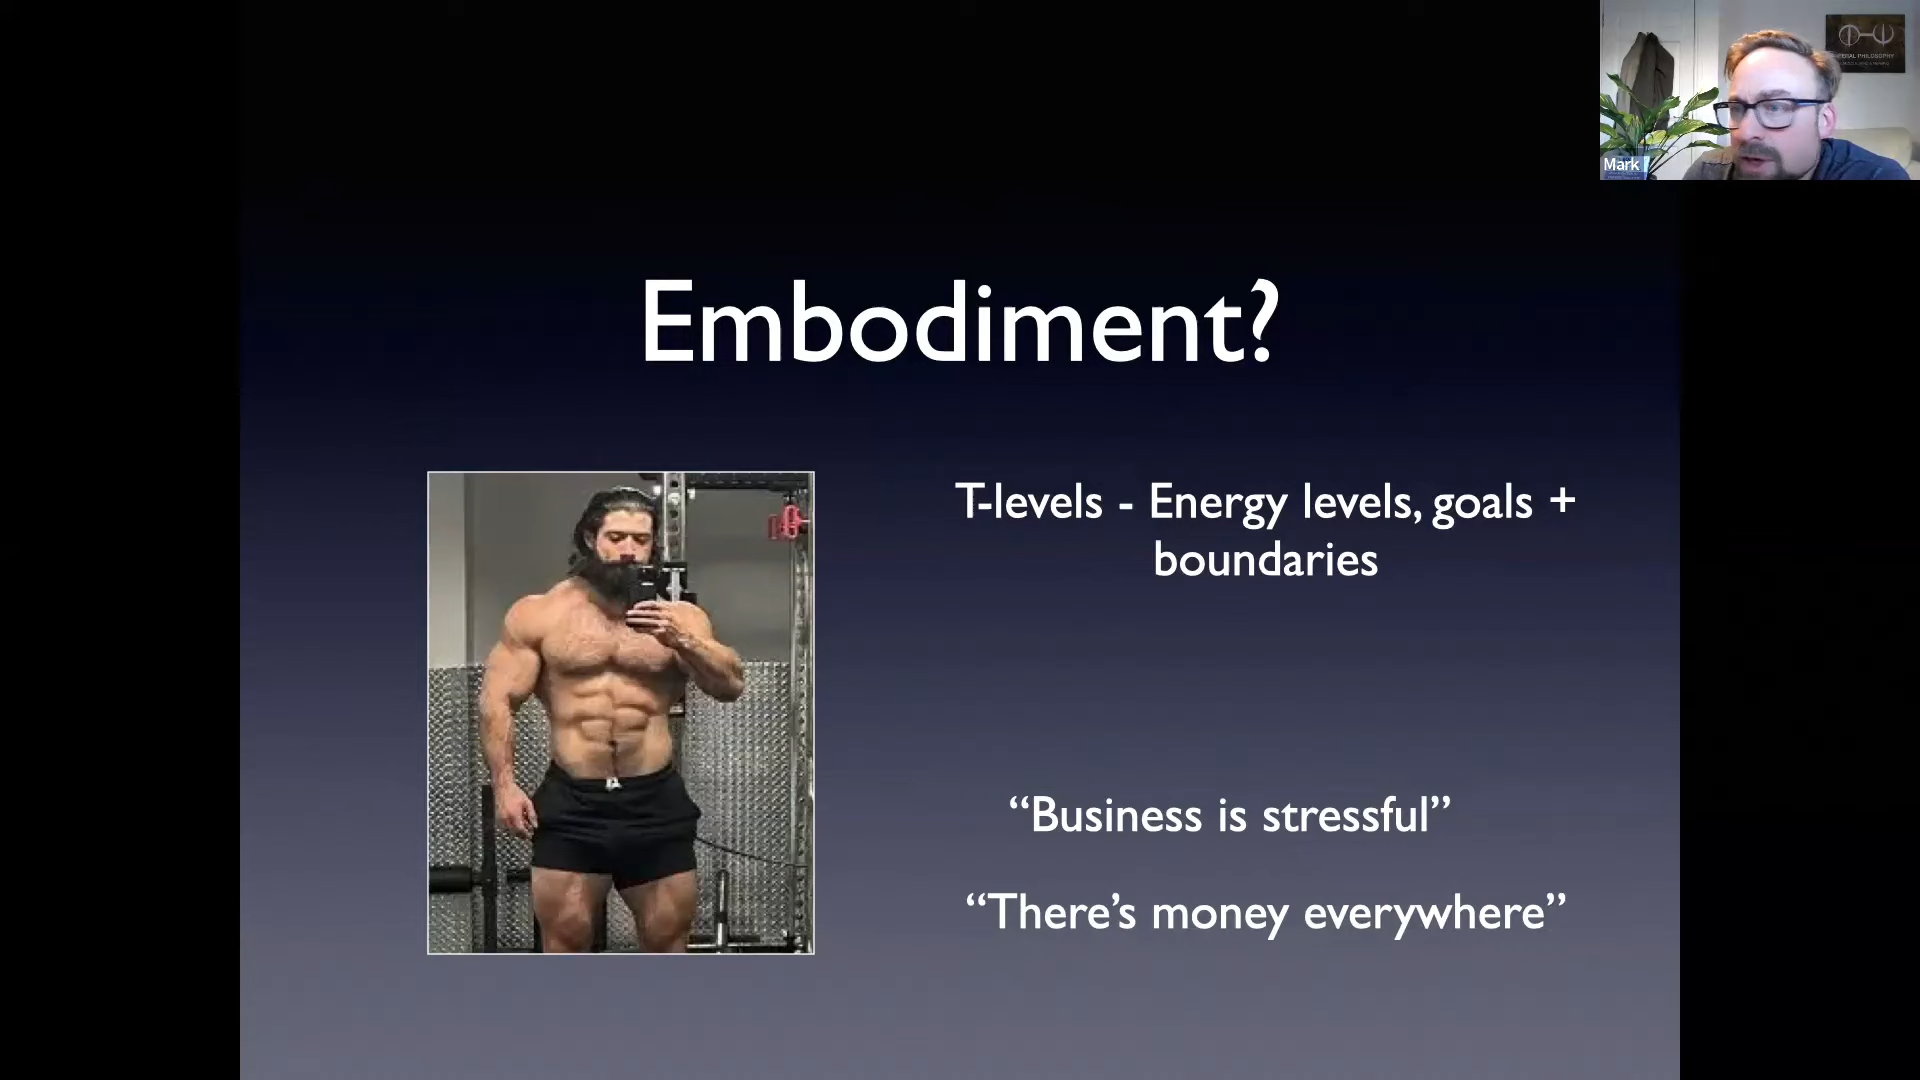 Embodiment?
T-levels - Energy levels, goals +
boundaries
“Business is stressful”
“There’s money everywhere”
Mark